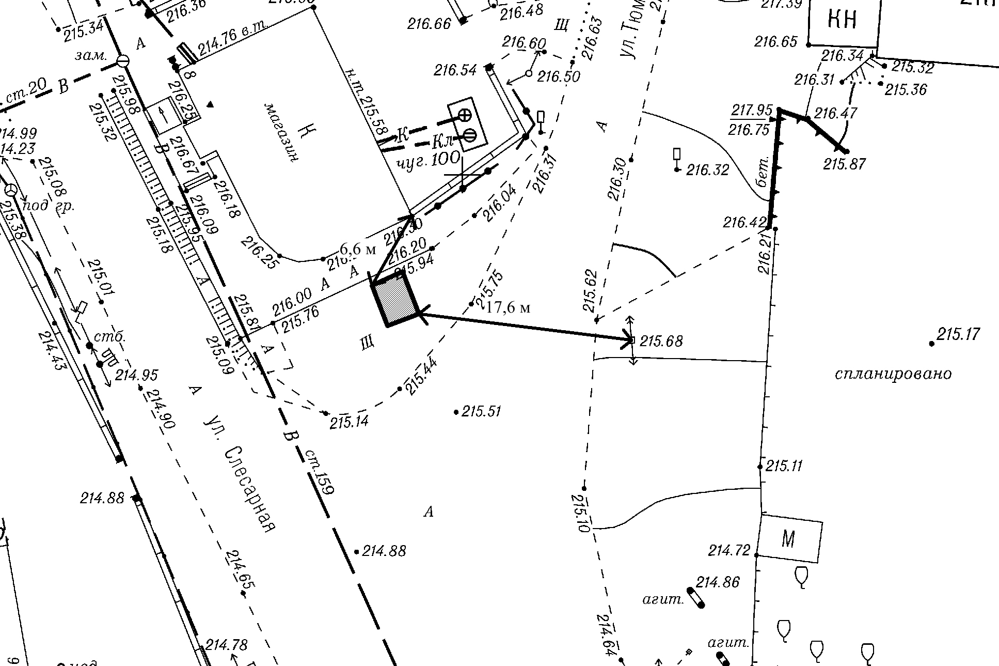 216.36
216.48
217.39
КН
215.34
А
214.76 в.т.
216.66
Щ
216.63
ул.Тюм
216.65
зам.
216.60
216.34
215.32
8
216.54
216.50
216.31
215.36
ст.20
В
215.98
216.25
н.т.215.58
217.95
216.75
216.47
215.32
магазин
К
А
К
Кл
чуг. 100
14.99
14.23
В
215.08
216.67
216.31
216.30
216.32
бет.
215.87
под гр.
215.38
216.18
216.09
215.95
215.18
216.04
216.42
216.30
216.20
215.94
6,6 м
216.25
216.21
215.01
А
А
А
216.00
215.76
215.75
17,6 м
215.62
215.81
215.68
215.17
спланировано
стб.
Щ
А
215.09
214.43
214.95
215.44
А
214.90
215.14
215.51
ул. Слесарная
В
ст.159
215.11
214.88
А
215.10
М
214.88
214.72
214.65
214.86
агит.
214.64
агит.
214.78
9